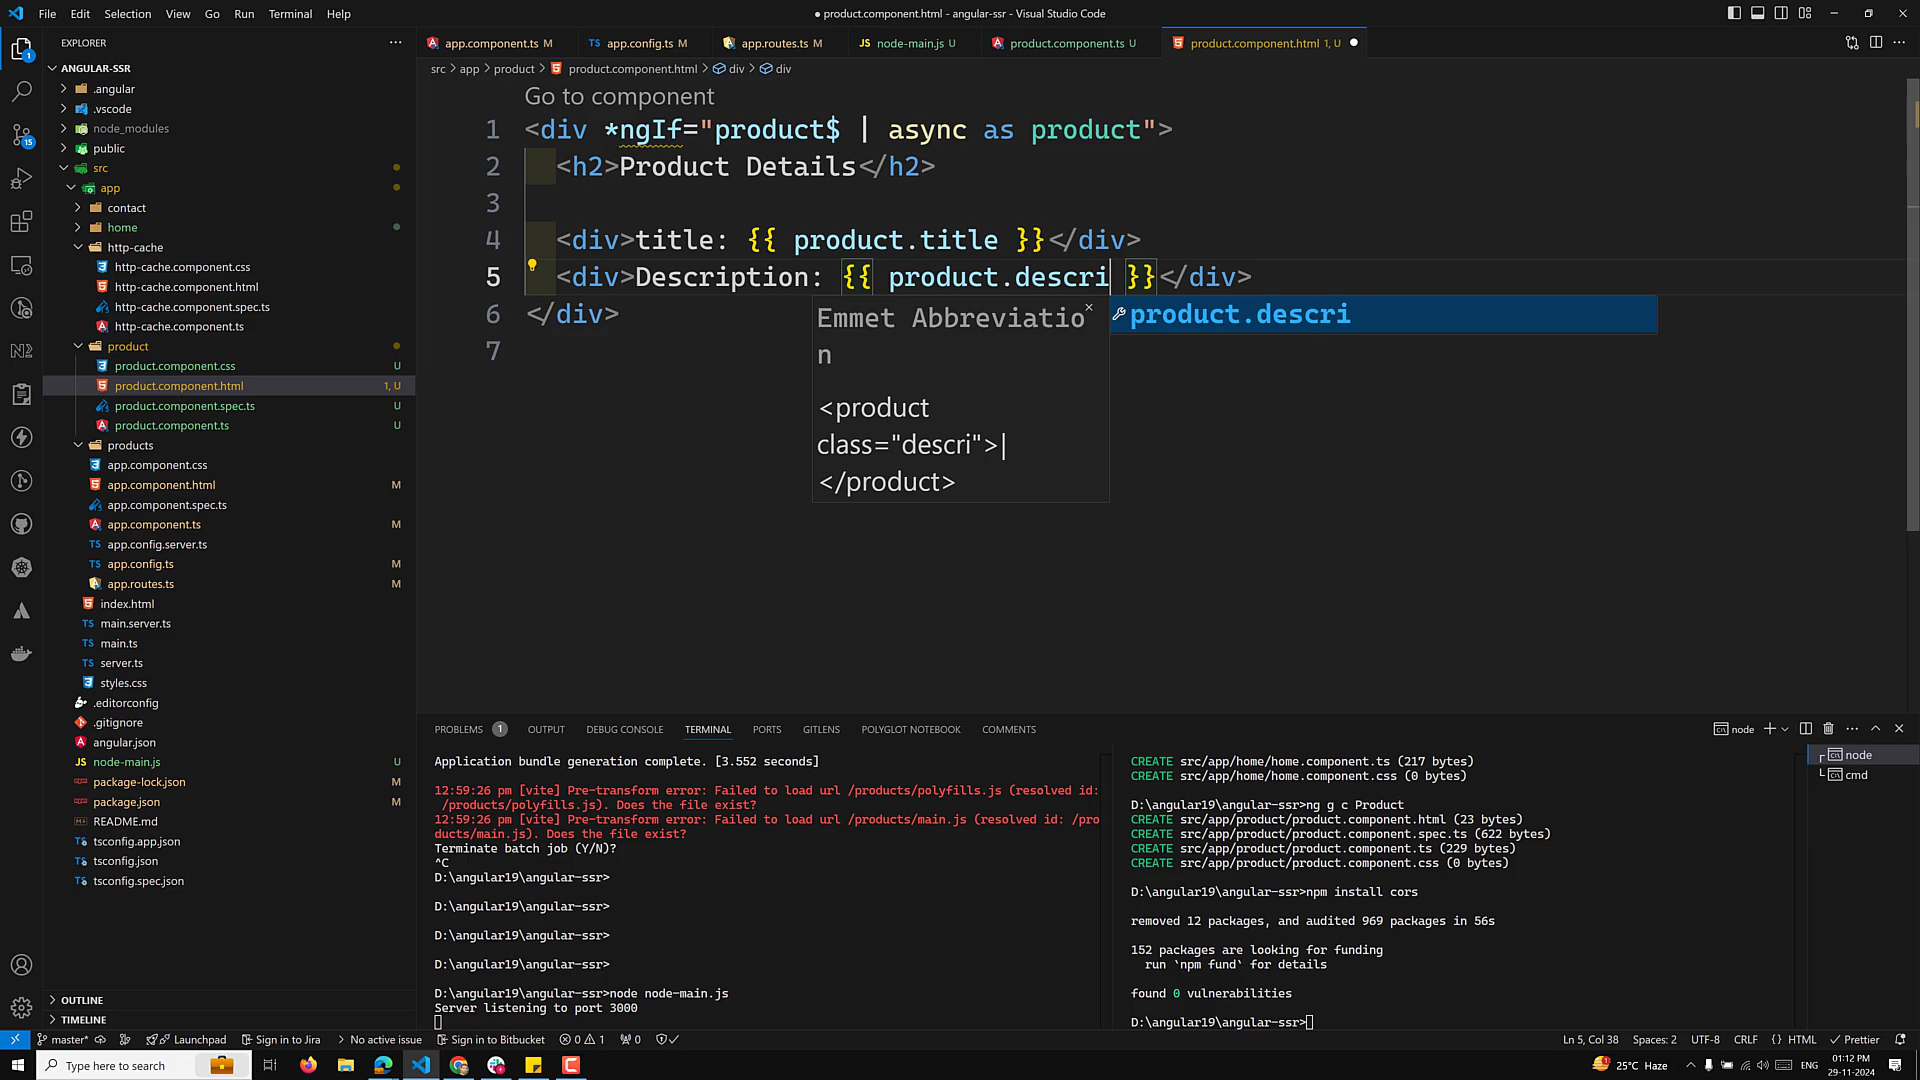 File Edit Selection View Go Run Terminal Help
● product.component.html - angular-ssr - Visual Studio Code
EXPLORER
app.component.ts M
TS app.config.ts M
app.routes.ts M
JS node-main.js U
product.component.ts U
product.component.html 1, U
src > app > product > product.component.html > div > div
ANGULAR-SSR
.angular
.vscode
node_modules
public
src
app
contact
home
http-cache
http-cache.component.css
http-cache.component.html
http-cache.component.spec.ts
http-cache.component.ts
product
product.component.css U
product.component.html 1, U
product.component.spec.ts U
product.component.ts U
products
app.component.css
app.component.html M
app.component.spec.ts
app.component.ts M
TS app.config.server.ts
TS app.config.ts M
app.routes.ts M
index.html
TS main.server.ts
TS main.ts
TS server.ts
styles.css
.editorconfig
.gitignore
angular.json
JS node-main.js U
package-lock.json M
package.json M
README.md
tsconfig.app.json
tsconfig.json
tsconfig.spec.json
OUTLINE
TIMELINE
1
15
Go to component
1 <div *ngIf="product$ | async as product">
2 <h2>Product Details</h2>
3
4 <div>title: {{ product.title }}</div>
5 <div>Description: {{ product.descri }}</div>
6 </div>
7
Emmet Abbreviatio
n
<product
class="descri">|
</product>
product.descri
PROBLEMS 1 OUTPUT DEBUG CONSOLE TERMINAL PORTS GITLENS POLYGLOT NOTEBOOK COMMENTS
node
Application bundle generation complete. [3.552 seconds]
12:59:26 pm [vite] Pre-transform error: Failed to load url /products/polyfills.js (resolved id:
/products/polyfills.js). Does the file exist?
12:59:26 pm [vite] Pre-transform error: Failed to load url /products/main.js (resolved id: /pro
ducts/main.js). Does the file exist?
Terminate batch job (Y/N)?
^C
D:\angular19\angular-ssr>
D:\angular19\angular-ssr>
D:\angular19\angular-ssr>
D:\angular19\angular-ssr>
D:\angular19\angular-ssr>node node-main.js
Server listening to port 3000
CREATE src/app/home/home.component.ts (217 bytes)
CREATE src/app/home/home.component.css (0 bytes)
D:\angular19\angular-ssr>ng g c Product
CREATE src/app/product/product.component.html (23 bytes)
CREATE src/app/product/product.component.spec.ts (622 bytes)
CREATE src/app/product/product.component.ts (229 bytes)
CREATE src/app/product/product.component.css (0 bytes)
D:\angular19\angular-ssr>npm install cors
removed 12 packages, and audited 969 packages in 56s
152 packages are looking for funding
run `npm fund` for details
found 0 vulnerabilities
D:\angular19\angular-ssr>
node
cmd
master* Launchpad Sign in to Jira No active issue Sign in to Bitbucket 0 1 0
Ln 5, Col 38 Spaces: 2 UTF-8 CRLF {} HTML Prettier
Type here to search
25°C Haze
ENG
01:12 PM
29-11-2024